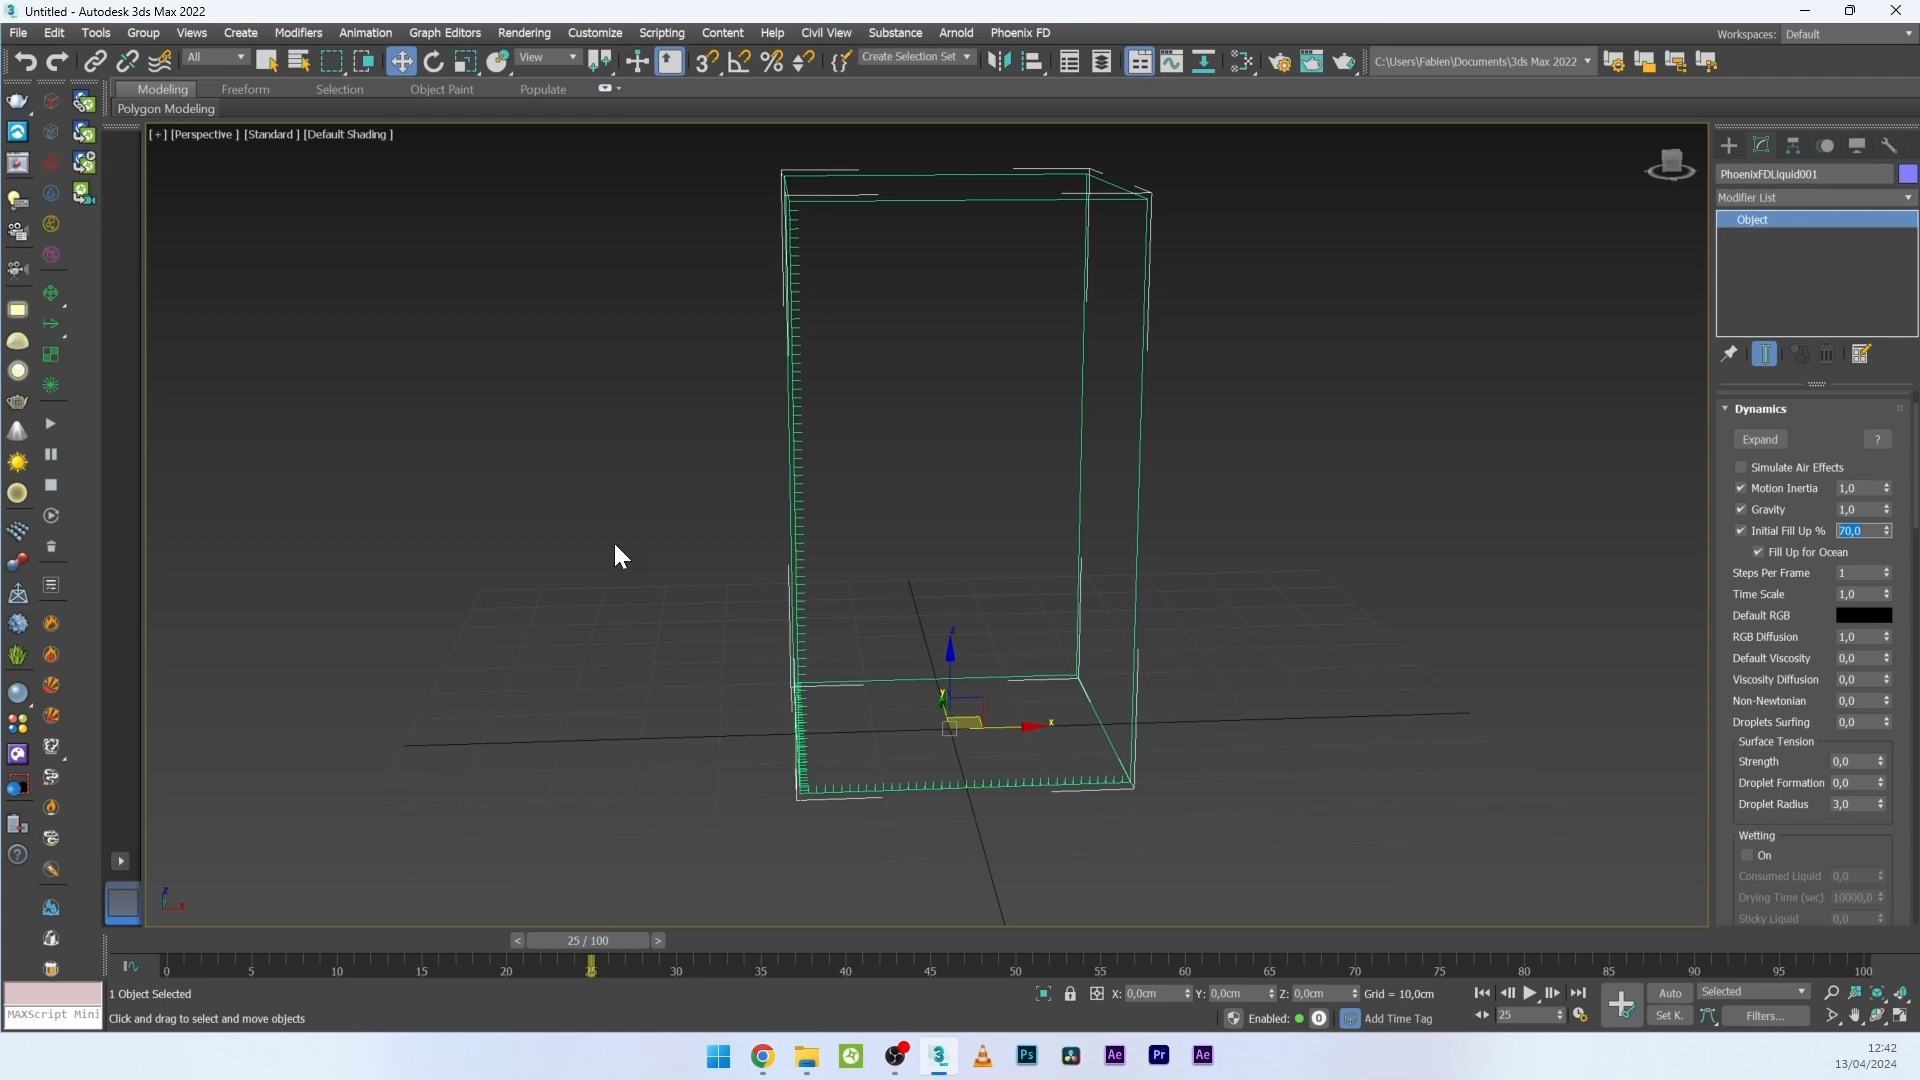 Untitled - Autodesk 3ds Max 2022
File Edit Tools Group Views Create Modifiers Animation Graph Editors Rendering Customize Scripting Content Help Civil View Substance Arnold Phoenix FD
Workspaces: Default
All
View
Create Selection Set
C:\Users\Fabien\Documents\3ds Max 2022
Modeling Freeform Selection Object Paint Populate
Polygon Modeling
[+] [Perspective ] [Standard ] [Default Shading ]
PhoenixFDLiquid001
Modifier List
Object
Dynamics
Expand ?
Simulate Air Effects
Motion Inertia 1,0
Gravity 1,0
Initial Fill Up % 70,0
Fill Up for Ocean
Steps Per Frame 1
Time Scale 1,0
Default RGB
RGB Diffusion 1,0
Default Viscosity 0,0
Viscosity Diffusion 0,0
Non-Newtonian 0,0
Droplets Surfing 0,0
Surface Tension
Strength 0,0
Droplet Formation 0,0
Droplet Radius 3,0
Wetting
On
Consumed Liquid 0,0
Drying Time (sec) 10000,0
Sticky Liquid 0,0
z
y
x
z
x
< 25 / 100 >
0 5 10 15 20 25 30 35 40 45 50 55 60 65 70 75 80 85 90 95 100
1 Object Selected
X: 0,0cm Y: 0,0cm Z: 0,0cm Grid = 10,0cm
Auto Selected
MAXScript Mini
Click and drag to select and move objects
Enabled: 0 Add Time Tag
25
Set K. Filters...
Ps Ae Pr Ae
12:42
13/04/2024